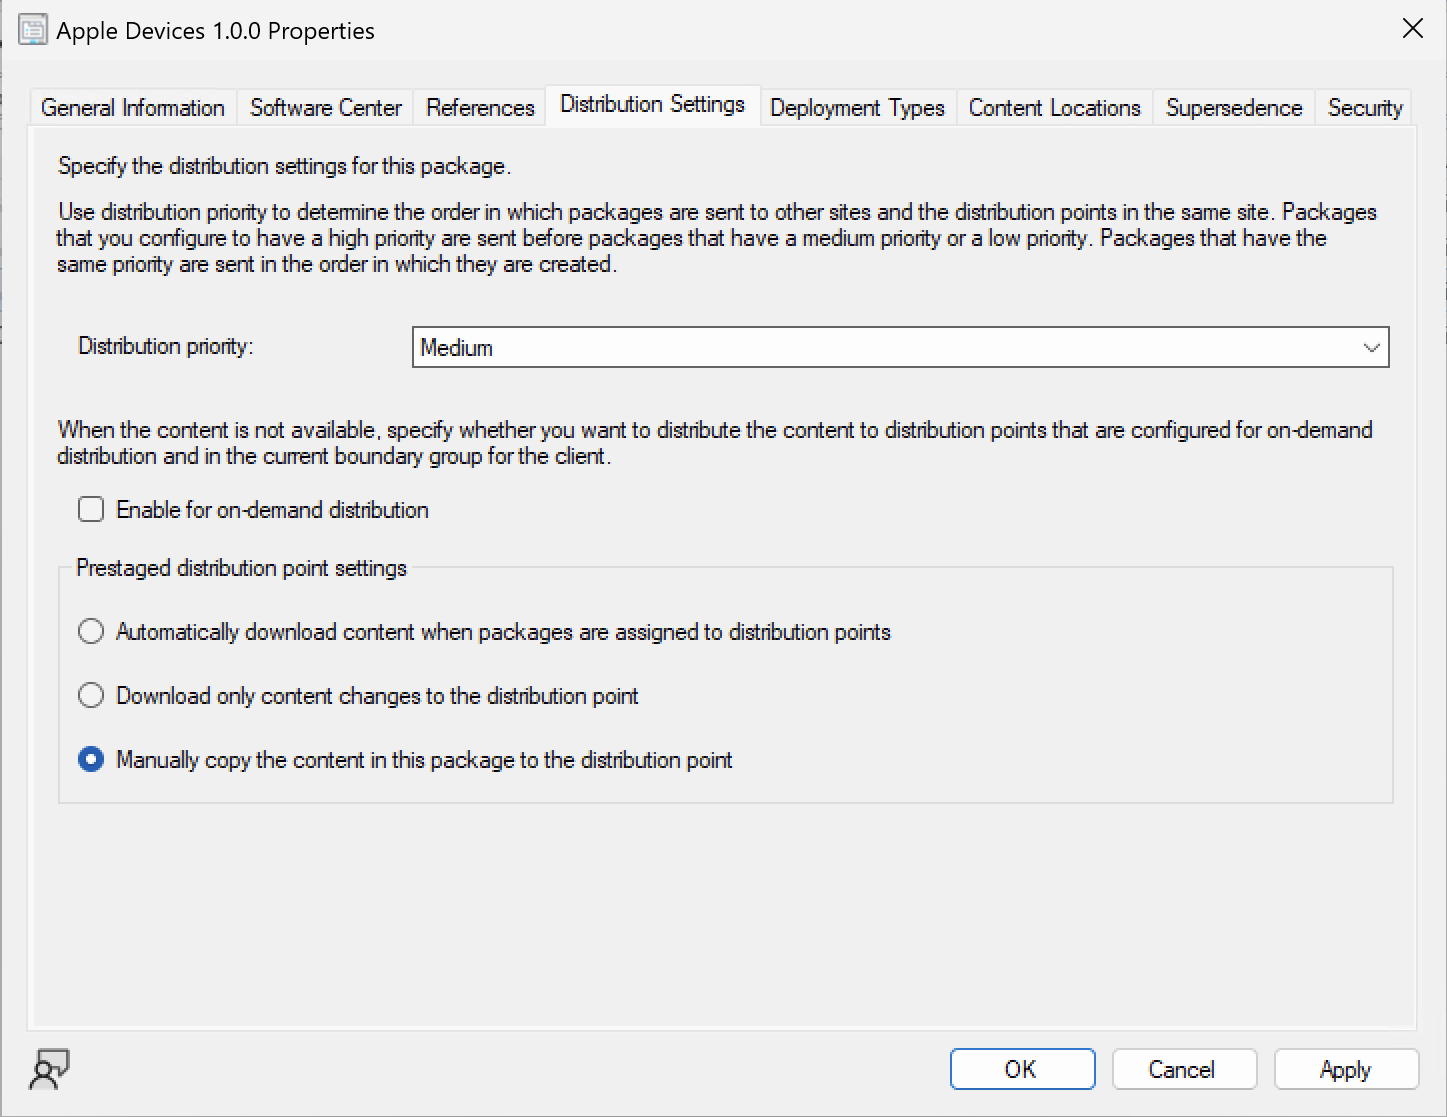 Apple Devices 1.0.0 Properties
General Information Software Center References Distribution Settings Deployment Types Content Locations Supersedence Security
Specify the distribution settings for this package.
Use distribution priority to determine the order in which packages are sent to other sites and the distribution points in the same site. Packages
that you configure to have a high priority are sent before packages that have a medium priority or a low priority. Packages that have the
same priority are sent in the order in which they are created.
Distribution priority: Medium
When the content is not available, specify whether you want to distribute the content to distribution points that are configured for on-demand
distribution and in the current boundary group for the client.
Enable for on-demand distribution
Prestaged distribution point settings
Automatically download content when packages are assigned to distribution points
Download only content changes to the distribution point
Manually copy the content in this package to the distribution point
OK Cancel Apply